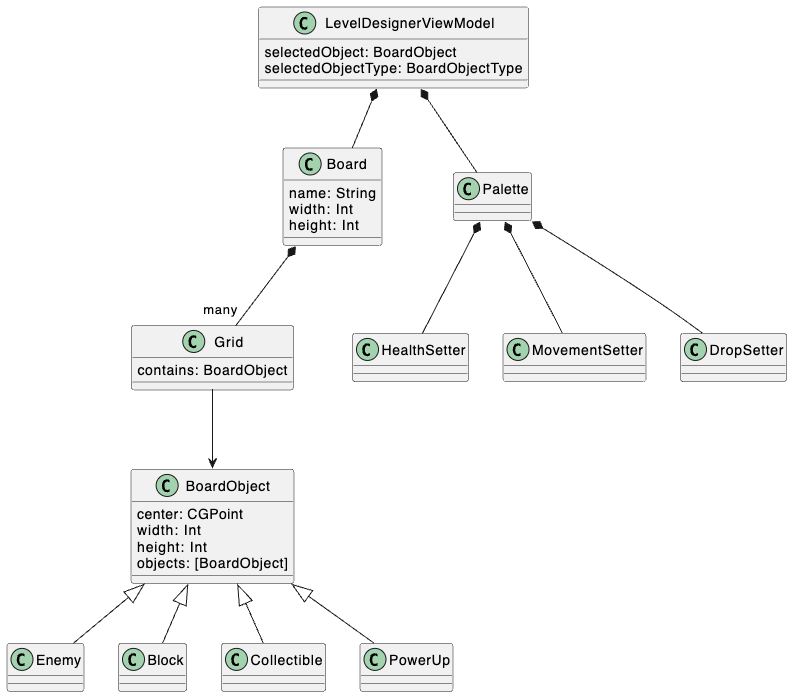 C LevelDesignerViewModel
selectedObject: BoardObject
selectedObjectType: BoardObjectType
C Board
name: String
width: Int
height: Int
C Palette
many
C Grid
contains: BoardObject
C HealthSetter
C MovementSetter
C DropSetter
C BoardObject
center: CGPoint
width: Int
height: Int
objects: [BoardObject]
C Enemy
C Block
C Collectible
C PowerUp